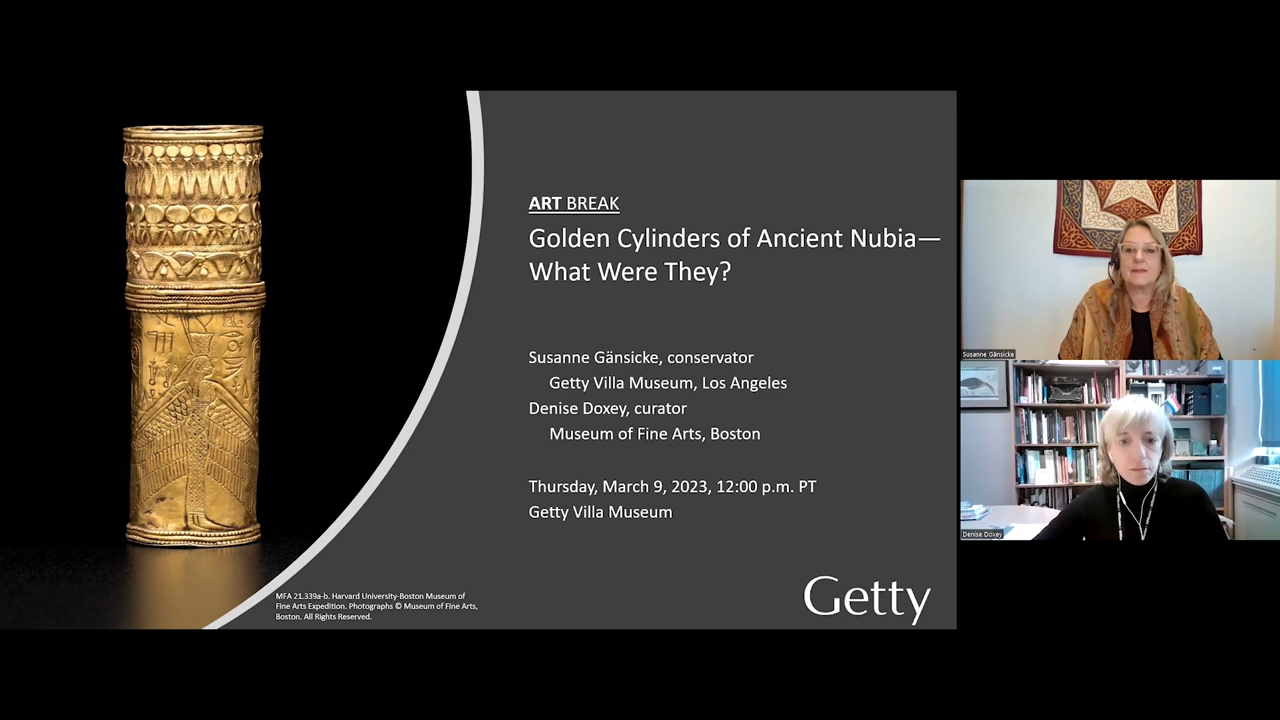 ART BREAK
Golden Cylinders of Ancient Nubia—
What Were They?
Susanne Gänsicke, conservator
Getty Villa Museum, Los Angeles
Denise Doxey, curator
Museum of Fine Arts, Boston
Thursday, March 9, 2023, 12:00 p.m. PT
Getty Villa Museum
MFA 21.339a-b. Harvard University-Boston Museum of
Fine Arts Expedition. Photographs © Museum of Fine Arts,
Boston. All Rights Reserved.
Getty
Susanne Gänsicke
Denise Doxey